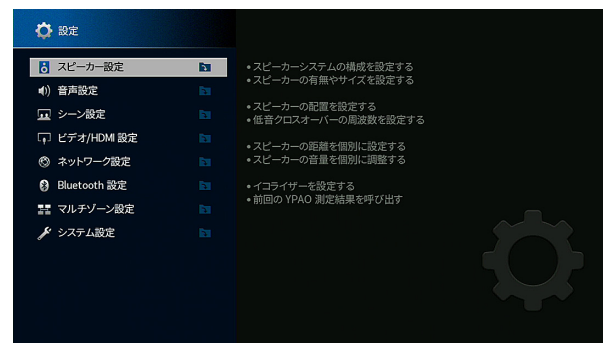 設定
スピーカー設定
音声設定
シーン設定
ビデオ/HDMI 設定
ネットワーク設定
Bluetooth 設定
マルチゾーン設定
システム設定
•スピーカーシステムの構成を設定する
•スピーカーの有無やサイズを設定する
•スピーカーの配置を設定する
•低音クロスオーバーの周波数を設定する
•スピーカーの距離を個別に設定する
•スピーカーの音量を個別に調整する
•イコライザーを設定する
•前回の YPAO 測定結果を呼び出す